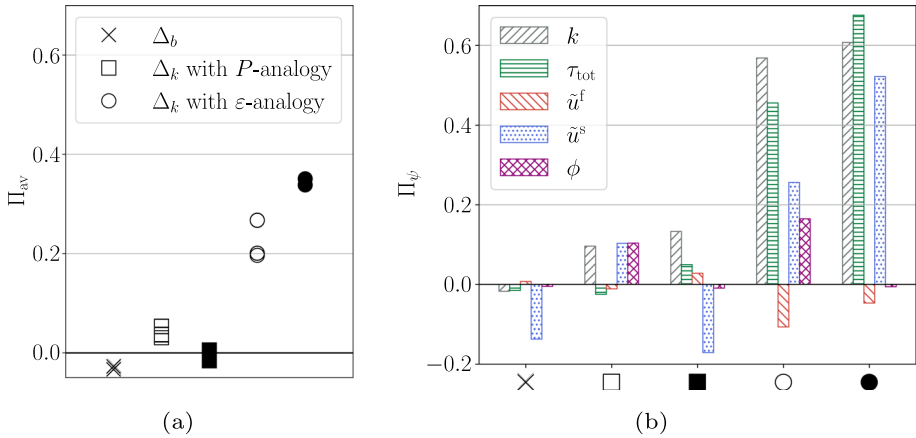 0.6
0.4
0.2
0.0
Π_av
Δ_b
Δ_k with P-analogy
Δ_k with ε-analogy
(a)
0.6
0.4
0.2
0.0
−0.2
Π_ψ
k
τ_tot
ũ^f
ũ^s
ϕ
(b)